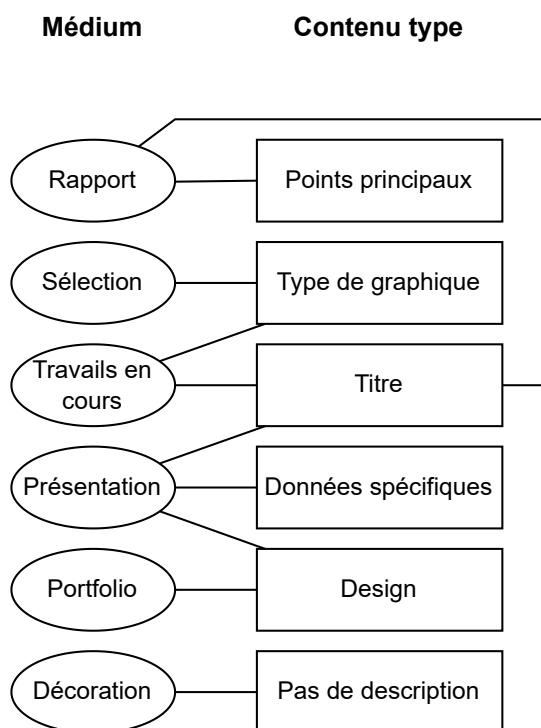 Médium Contenu type
Rapport Points principaux
Sélection Type de graphique
Travails en
cours
Titre
Présentation Données spécifiques
Portfolio Design
Décoration Pas de description